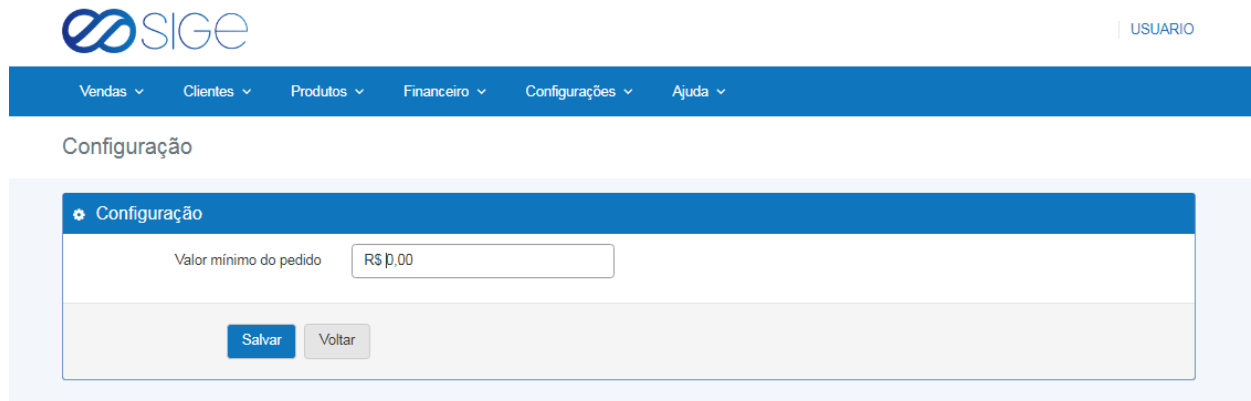 SIGE
USUARIO
Vendas Clientes Produtos Financeiro Configurações Ajuda
Configuração
Configuração
Valor mínimo do pedido R$ 0,00
Salvar Voltar